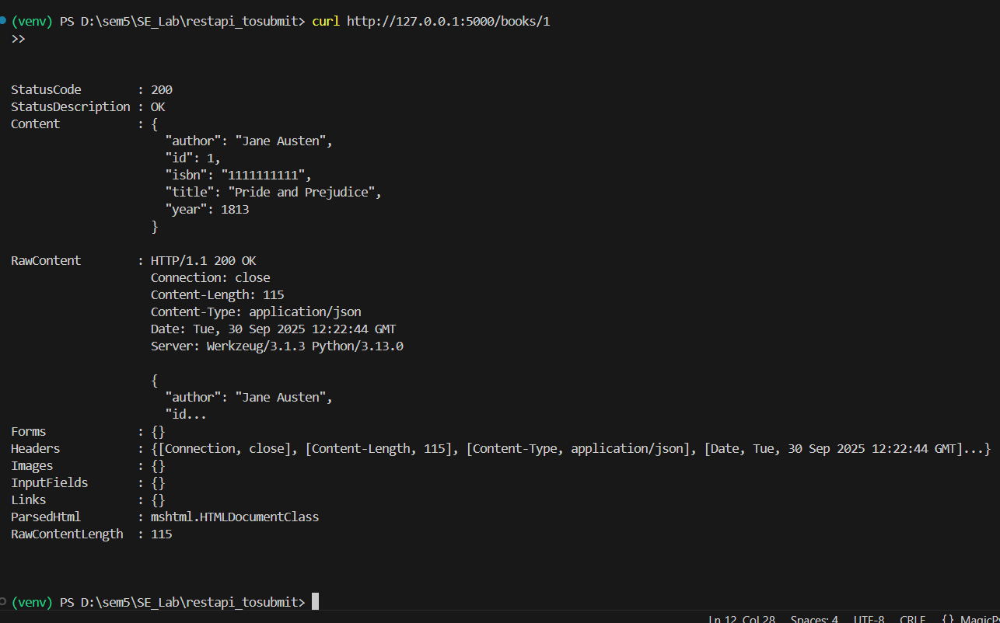 (venv) PS D:\sem5\SE_Lab\restapi_tosubmit> curl http://127.0.0.1:5000/books/1
>>
StatusCode        : 200
StatusDescription : OK
Content           : {
                      "author": "Jane Austen",
                      "id": 1,
                      "isbn": "1111111111",
                      "title": "Pride and Prejudice",
                      "year": 1813
                    }
RawContent        : HTTP/1.1 200 OK
                    Connection: close
                    Content-Length: 115
                    Content-Type: application/json
                    Date: Tue, 30 Sep 2025 12:22:44 GMT
                    Server: Werkzeug/3.1.3 Python/3.13.0
                    {
                      "author": "Jane Austen",
                      "id...
Forms             : {}
Headers           : {[Connection, close], [Content-Length, 115], [Content-Type, application/json], [Date, Tue, 30 Sep 2025 12:22:44 GMT]...}
Images            : {}
InputFields       : {}
Links             : {}
ParsedHtml        : mshtml.HTMLDocumentClass
RawContentLength  : 115
(venv) PS D:\sem5\SE_Lab\restapi_tosubmit>
Ln 12, Col 28 Spaces: 4 UTF-8 CRLF {} MagicPy